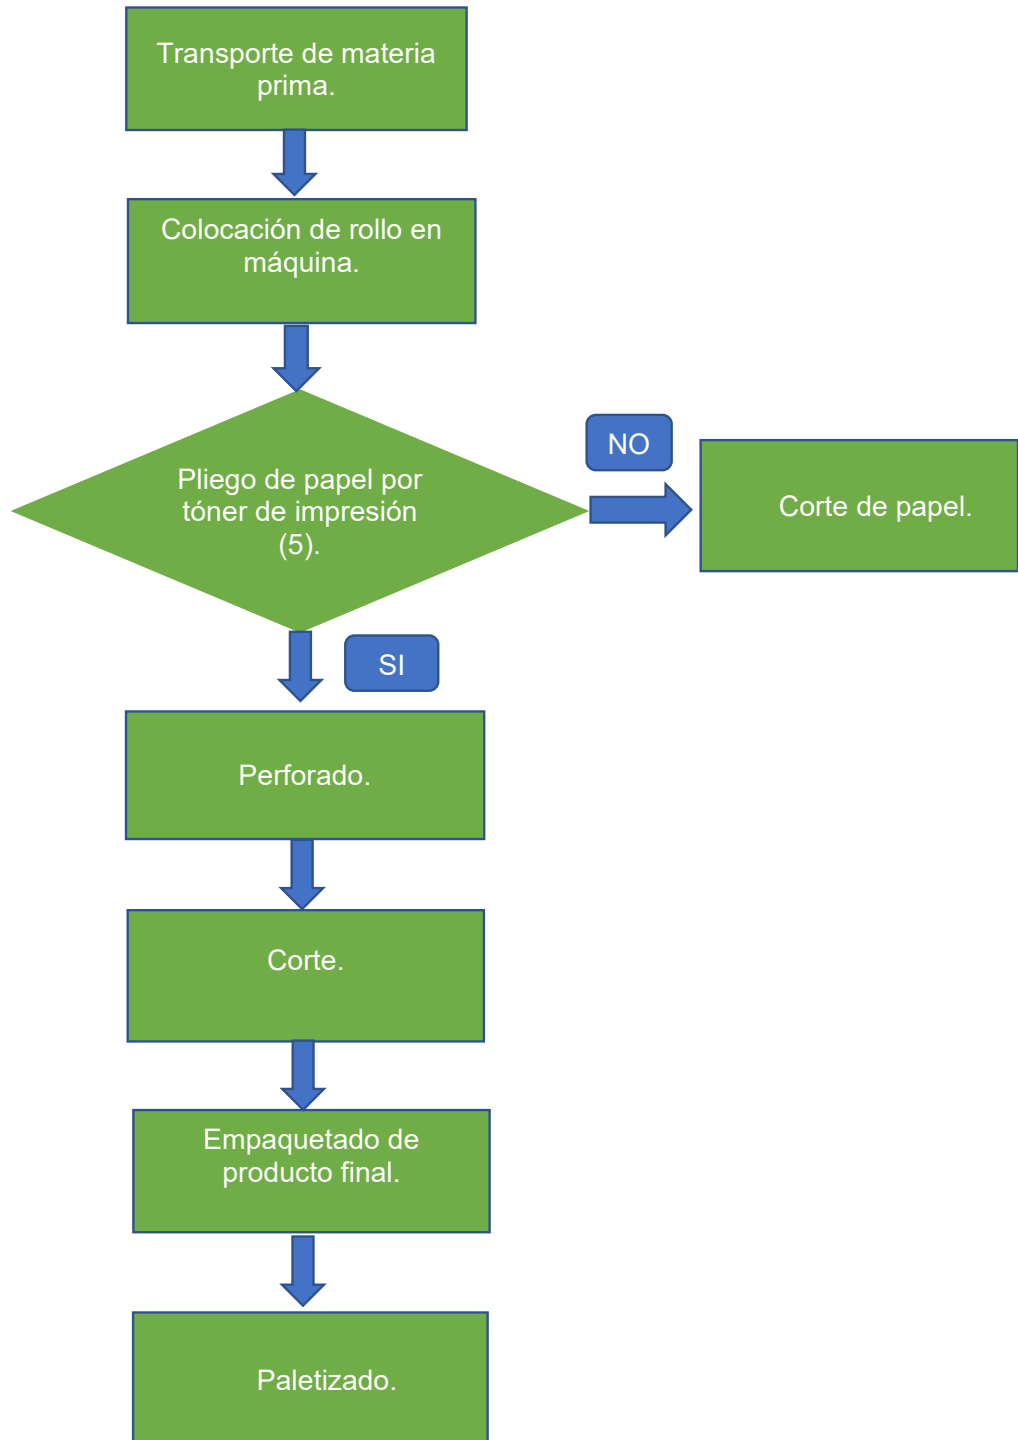 Transporte de materia
prima.
Colocación de rollo en
máquina.
Pliego de papel por
tóner de impresión
(5).
NO
Corte de papel.
SI
Perforado.
Corte.
Empaquetado de
producto final.
Paletizado.